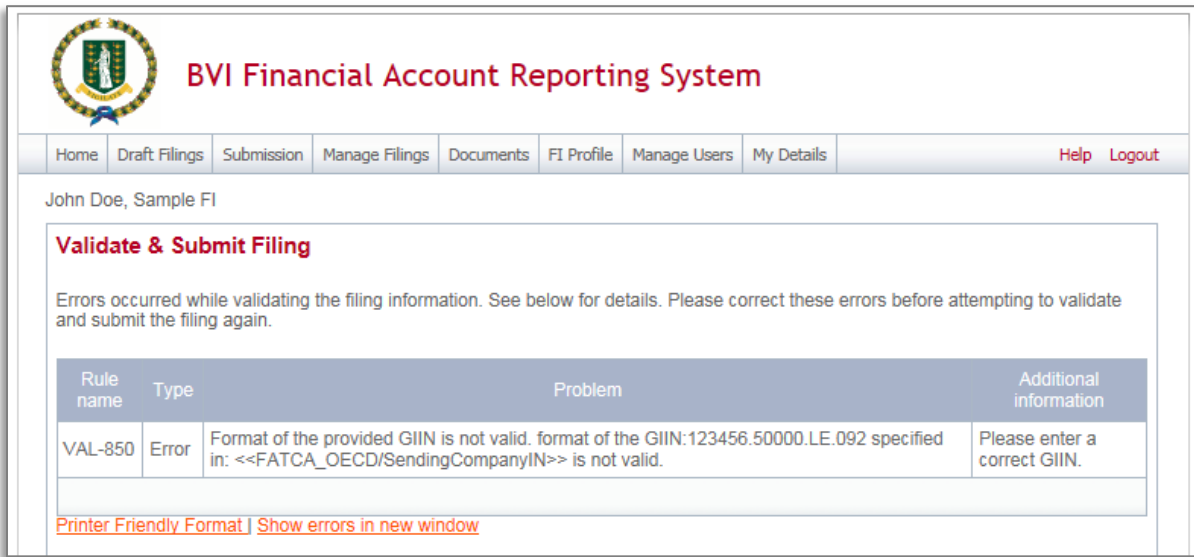 BVI Financial Account Reporting System
Home Draft Filings Submission Manage Filings Documents FI Profile Manage Users My Details Help Logout
John Doe, Sample FI
Validate & Submit Filing
Errors occurred while validating the filing information. See below for details. Please correct these errors before attempting to validate
and submit the filing again.
Rule name Type Problem Additional information
VAL-850 Error Format of the provided GIIN is not valid. format of the GIIN:123456.50000.LE.092 specified
in: <<FATCA_OECD/SendingCompanyIN>> is not valid. Please enter a
correct GIIN.
Printer Friendly Format | Show errors in new window